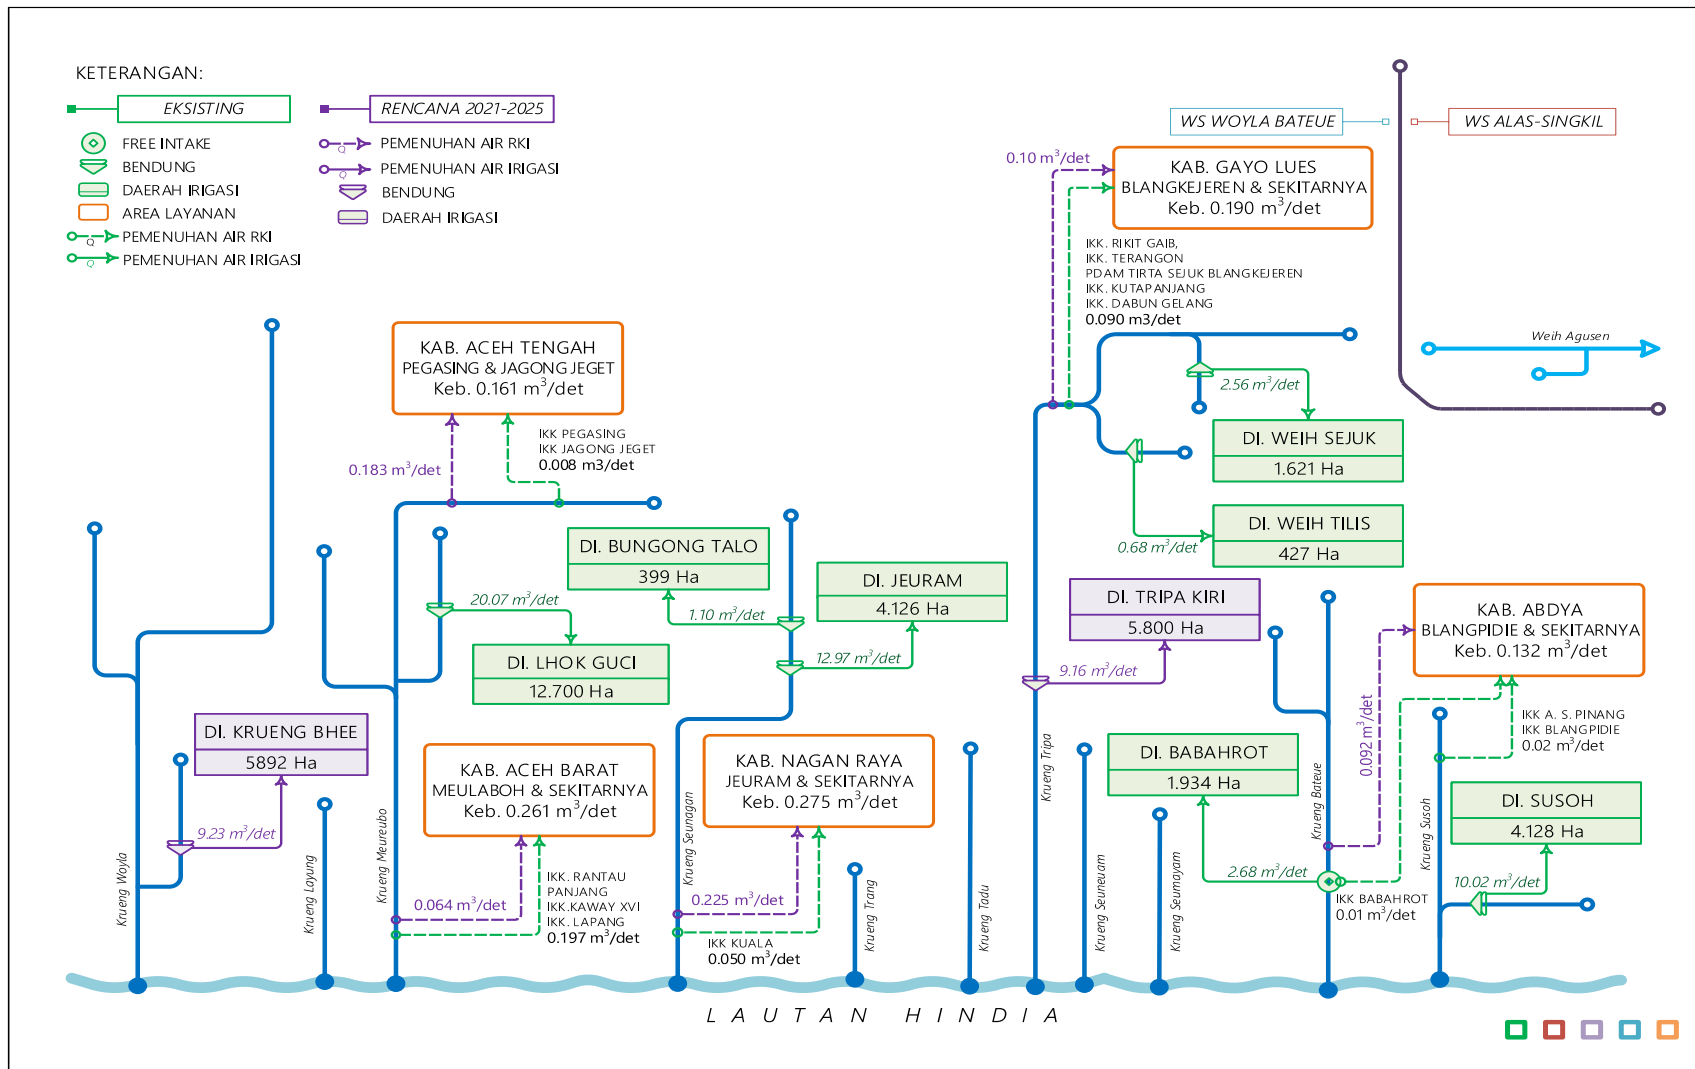 KETERANGAN:
EKSISTING
FREE INTAKE
BENDUNG
DAERAH IRIGASI
AREA LAYANAN
Q
PEMENUHAN AIR RKI
Q
PEMENUHAN AIR IRIGASI
RENCANA 2021-2025
Q
PEMENUHAN AIR RKI
Q
PEMENUHAN AIR IRIGASI
BENDUNG
DAERAH IRIGASI
WS WOYLA BATEUE
WS ALAS-SINGKIL
0.10 m³/det
KAB. GAYO LUES
BLANGKEJEREN & SEKITARNYA
Keb. 0.190 m³/det
IKK. RIKIT GAIB,
IKK. TERANGON
PDAM TIRTA SEJUK BLANGKEJEREN
IKK. KUTAPANJANG
IKK. DABUN GELANG
0.090 m3/det
Weih Agusen
KAB. ACEH TENGAH
PEGASING & JAGONG JEGET
Keb. 0.161 m³/det
0.183 m³/det
IKK PEGASING
IKK JAGONG JEGET
0.008 m3/det
2.56 m³/det
DI. WEIH SEJUK
1.621 Ha
0.68 m³/det
DI. WEIH TILIS
427 Ha
DI. BUNGONG TALO
399 Ha
1.10 m³/det
DI. JEURAM
4.126 Ha
12.97 m³/det
20.07 m³/det
DI. LHOK GUCI
12.700 Ha
DI. TRIPA KIRI
5.800 Ha
9.16 m³/det
KAB. ABDYA
BLANGPIDIE & SEKITARNYA
Keb. 0.132 m³/det
0.092 m³/det
IKK A. S. PINANG
IKK BLANGPIDIE
0.02 m³/det
DI. KRUENG BHEE
5892 Ha
9.23 m³/det
KAB. ACEH BARAT
MEULABOH & SEKITARNYA
Keb. 0.261 m³/det
0.064 m³/det
IKK. RANTAU
PANJANG
IKK.KAWAY XVI
IKK. LAPANG
0.197 m³/det
KAB. NAGAN RAYA
JEURAM & SEKITARNYA
Keb. 0.275 m³/det
0.225 m³/det
IKK KUALA
0.050 m³/det
DI. BABAHROT
1.934 Ha
2.68 m³/det
IKK BABAHROT
0.01 m³/det
DI. SUSOH
4.128 Ha
10.02 m³/det
Krueng Woyla
Krueng Layung
Krueng Meureubo
Krueng Seunagan
Krueng Trang
Krueng Tadu
Krueng Tripa
Krueng Seuneuam
Krueng Seumayam
Krueng Bateue
Krueng Susoh
LAUTAN HINDIA